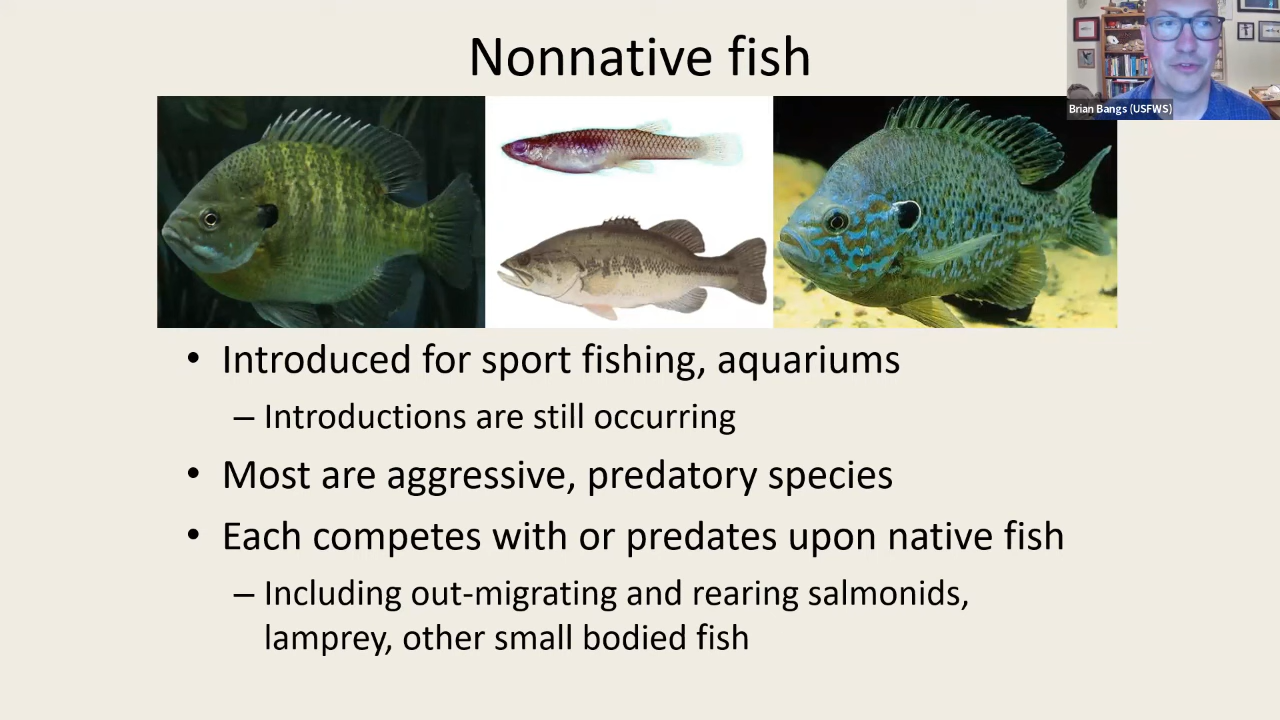 Nonnative fish
Brian Bangs (USFWS)
• Introduced for sport fishing, aquariums
– Introductions are still occurring
• Most are aggressive, predatory species
• Each competes with or predates upon native fish
– Including out-migrating and rearing salmonids,
lamprey, other small bodied fish